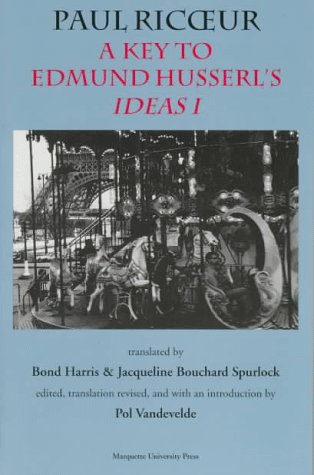 PAUL RICŒUR
A KEY TO
EDMUND HUSSERL'S
IDEAS I
translated by
Bond Harris & Jacqueline Bouchard Spurlock
edited, translation revised, and with an introduction by
Pol Vandevelde
Marquette University Press